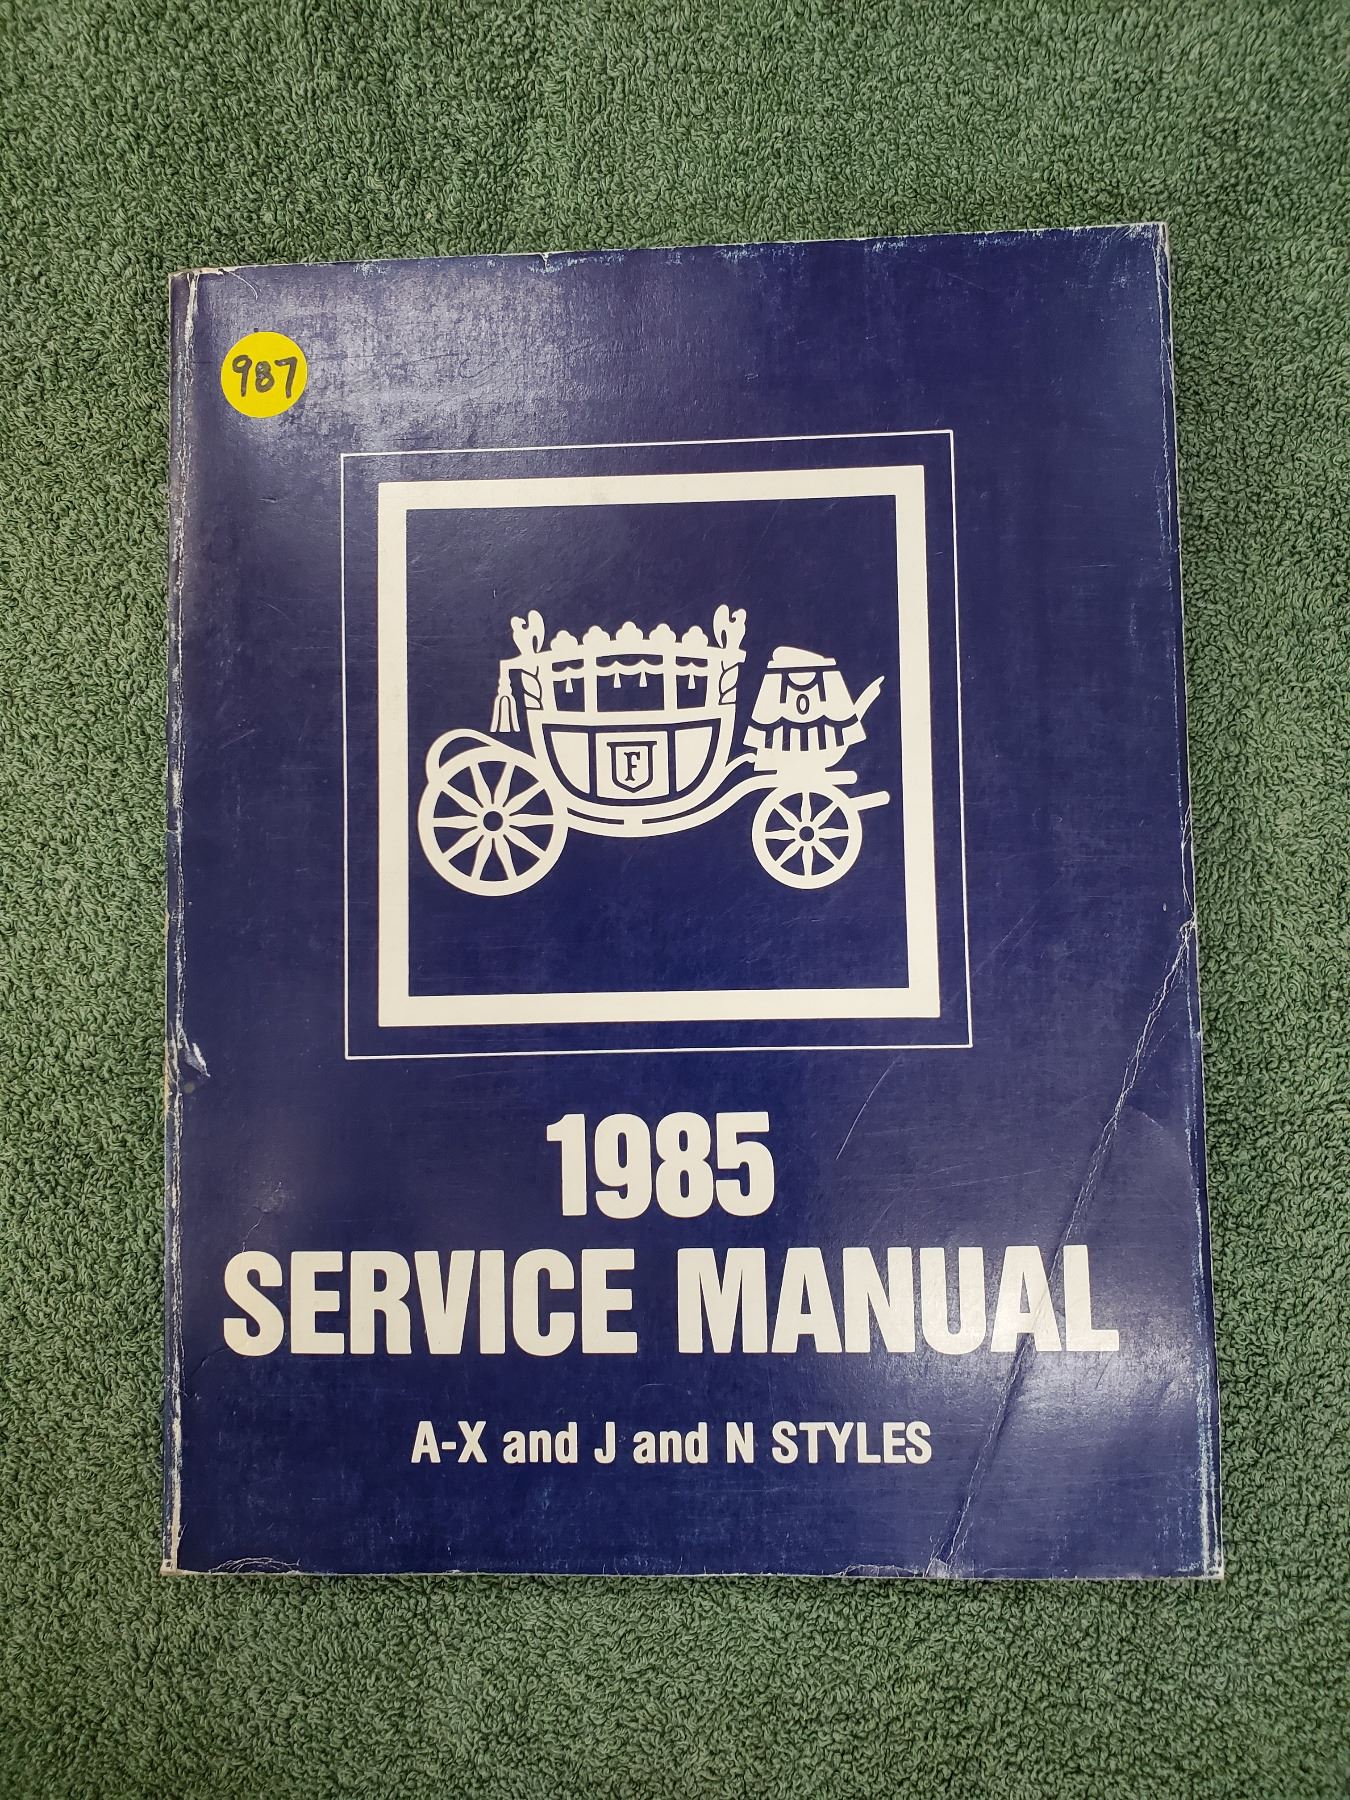 987
F
1985
SERVICE MANUAL
A-X and J and N STYLES